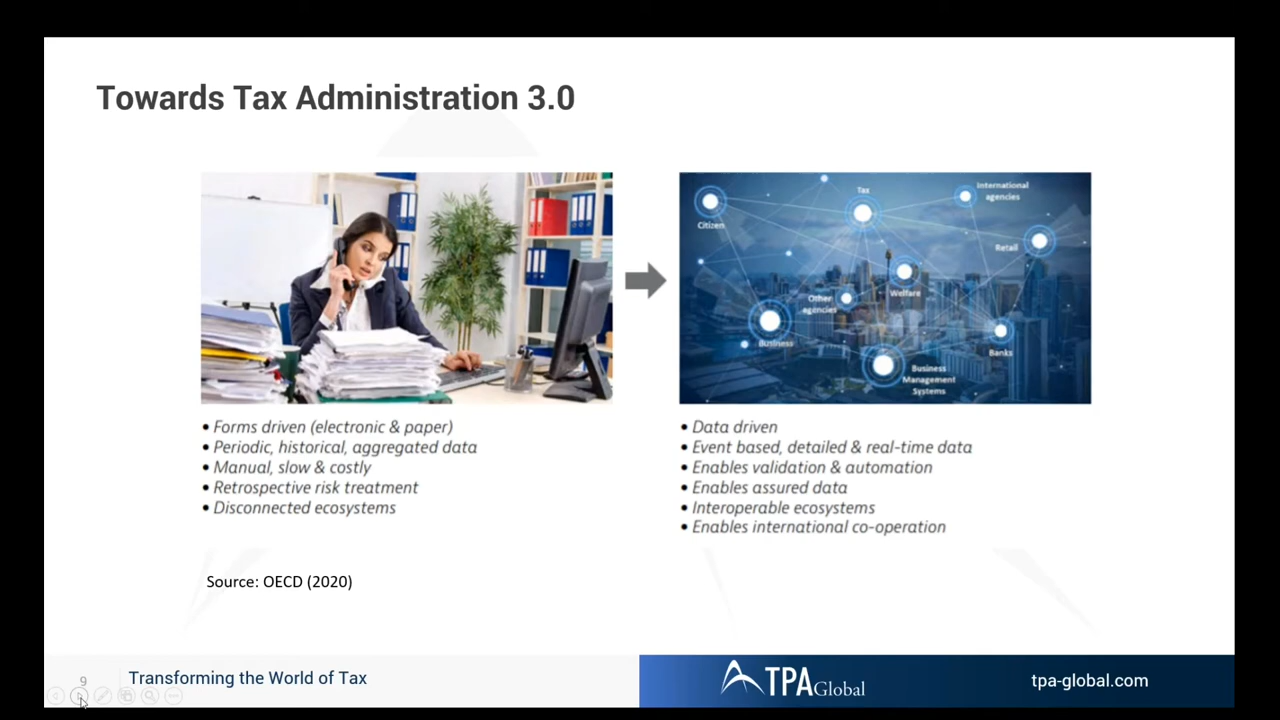 Towards Tax Administration 3.0
Citizen
Tax
International
agencies
Retail
Other
agencies
Welfare
Business
Banks
Business
Management
Systems
• Forms driven (electronic & paper)
• Periodic, historical, aggregated data
• Manual, slow & costly
• Retrospective risk treatment
• Disconnected ecosystems
• Data driven
• Event based, detailed & real-time data
• Enables validation & automation
• Enables assured data
• Interoperable ecosystems
• Enables international co-operation
Source: OECD (2020)
9
Transforming the World of Tax
TPA Global
tpa-global.com